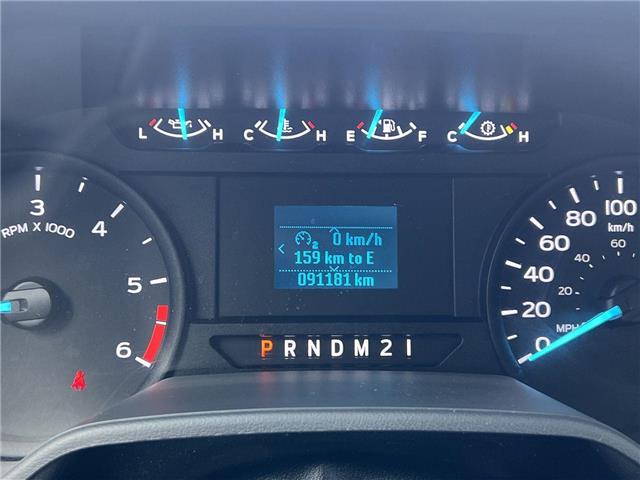 L H C H E F C H
3 4 5 6
RPM X 1000
0 km/h
159 km to E
091181 km
P R N D M 2 1
0 20 40 60 80 100
km/h
20 40 60
MPH